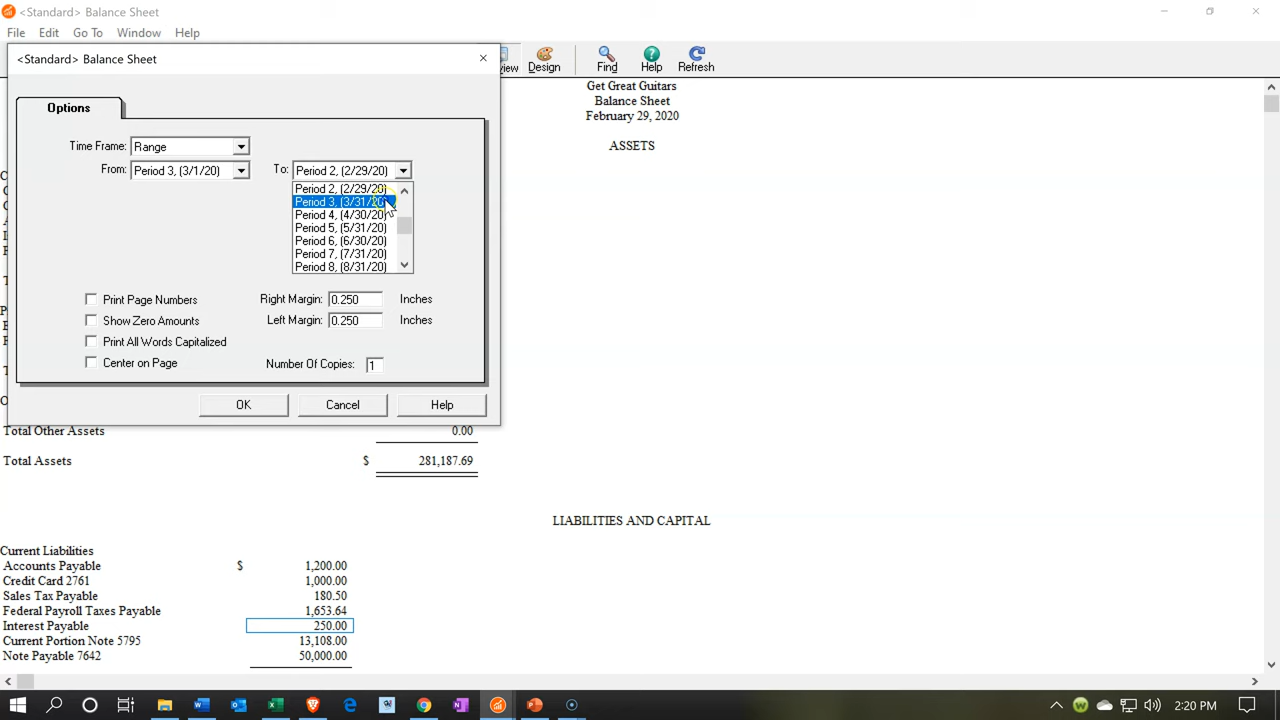 <Standard> Balance Sheet
File Edit Go To Window Help
<Standard> Balance Sheet
view Design Find Help Refresh
Options
Time Frame: Range
From: Period 3, (3/1/20) To: Period 2, (2/29/20)
Period 2, (2/29/20)
Period 3, (3/31/20)
Period 4, (4/30/20)
Period 5, (5/31/20)
Period 6, (6/30/20)
Period 7, (7/31/20)
Period 8, (8/31/20)
Print Page Numbers Right Margin: 0.250 Inches
Show Zero Amounts Left Margin: 0.250 Inches
Print All Words Capitalized
Center on Page Number Of Copies: 1
OK Cancel Help
Get Great Guitars
Balance Sheet
February 29, 2020
ASSETS
Total Other Assets 0.00
Total Assets $ 281,187.69
LIABILITIES AND CAPITAL
Current Liabilities
Accounts Payable $ 1,200.00
Credit Card 2761 1,000.00
Sales Tax Payable 180.50
Federal Payroll Taxes Payable 1,653.64
Interest Payable 250.00
Current Portion Note 5795 13,108.00
Note Payable 7642 50,000.00
2:20 PM